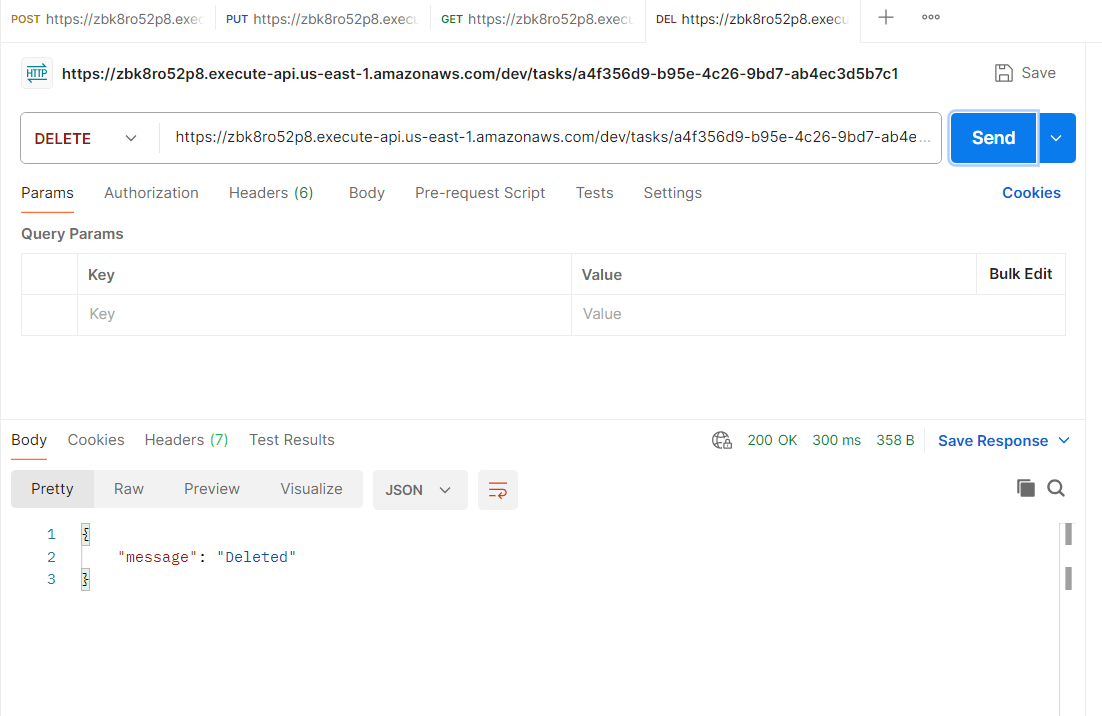 POST https://zbk8ro52p8.exec PUT https://zbk8ro52p8.execu GET https://zbk8ro52p8.execu DEL https://zbk8ro52p8.execu
HTTP https://zbk8ro52p8.execute-api.us-east-1.amazonaws.com/dev/tasks/a4f356d9-b95e-4c26-9bd7-ab4ec3d5b7c1 Save
DELETE https://zbk8ro52p8.execute-api.us-east-1.amazonaws.com/dev/tasks/a4f356d9-b95e-4c26-9bd7-ab4e... Send
Params Authorization Headers (6) Body Pre-request Script Tests Settings Cookies
Query Params
Key Value Bulk Edit
Key Value
Body Cookies Headers (7) Test Results 200 OK 300 ms 358 B Save Response
Pretty Raw Preview Visualize JSON
1 {
2 "message": "Deleted"
3 }